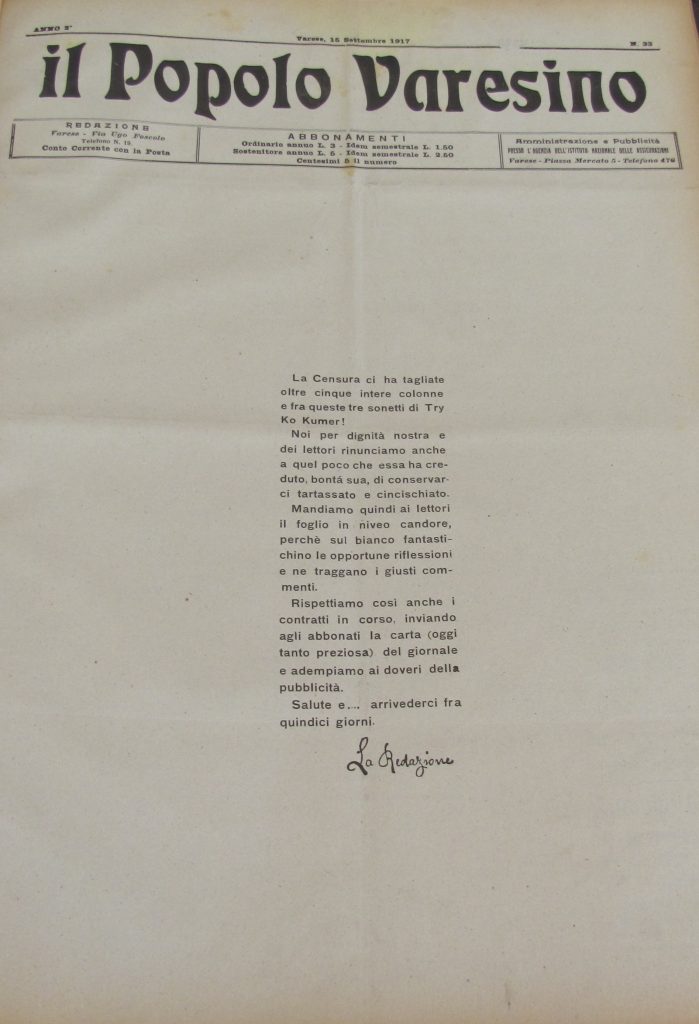 ANNO 2°
Varese, 15 Settembre 1917
N. 33
il Popolo Varesino
REDAZIONE
Varese - Via Ugo Foscolo
Telefono N. 18
Conto Corrente con la Posta
ABBONAMENTI
Ordinario annuo L. 3 - Idem semestrale L. 1.50
Sostenitore annuo L. 5 - Idem semestrale L. 2.50
Centesimi 5 il numero
Amministrazione e Pubblicità
PRESSO L'AGENZIA DELL'ISTITUTO NAZIONALE DELLE ASSICURAZIONI
Varese - Piazza Mercato 5 - Telefono 476
La Censura ci ha tagliate
oltre cinque intere colonne
e fra queste tre sonetti di Try
Ko Kumer!
Noi per dignità nostra e
dei lettori rinunciamo anche
a quel poco che essa ha cre-
duto, bontá sua, di conservar-
ci tartassato e cincischiato.
Mandiamo quindi ai lettori
il foglio in niveo candore,
perchè sul bianco fantasti-
chino le opportune riflessioni
e ne traggano i giusti com-
menti.
Rispettiamo così anche i
contratti in corso, inviando
agli abbonati la carta (oggi
tanto preziosa) del giornale
e adempiamo ai doveri della
pubblicità.
Salute e.... arrivederci fra
quindici giorni.
La Redazione